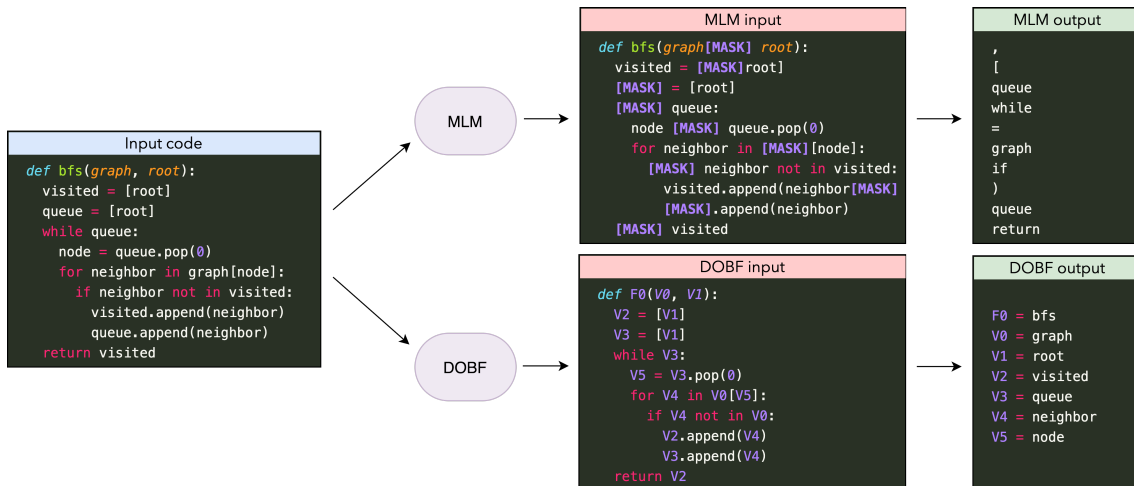 Input code
def bfs(graph, root):
visited = [root]
queue = [root]
while queue:
node = queue.pop(0)
for neighbor in graph[node]:
if neighbor not in visited:
visited.append(neighbor)
queue.append(neighbor)
return visited
MLM
DOBF
MLM input
def bfs(graph[MASK] root):
visited = [MASK]root]
[MASK] = [root]
[MASK] queue:
node [MASK] queue.pop(0)
for neighbor in [MASK][node]:
[MASK] neighbor not in visited:
visited.append(neighbor[MASK]
[MASK].append(neighbor)
[MASK] visited
MLM output
,
[
queue
while
=
graph
if
)
queue
return
DOBF input
def F0(V0, V1):
V2 = [V1]
V3 = [V1]
while V3:
V5 = V3.pop(0)
for V4 in V0[V5]:
if V4 not in V0:
V2.append(V4)
V3.append(V4)
return V2
DOBF output
F0 = bfs
V0 = graph
V1 = root
V2 = visited
V3 = queue
V4 = neighbor
V5 = node